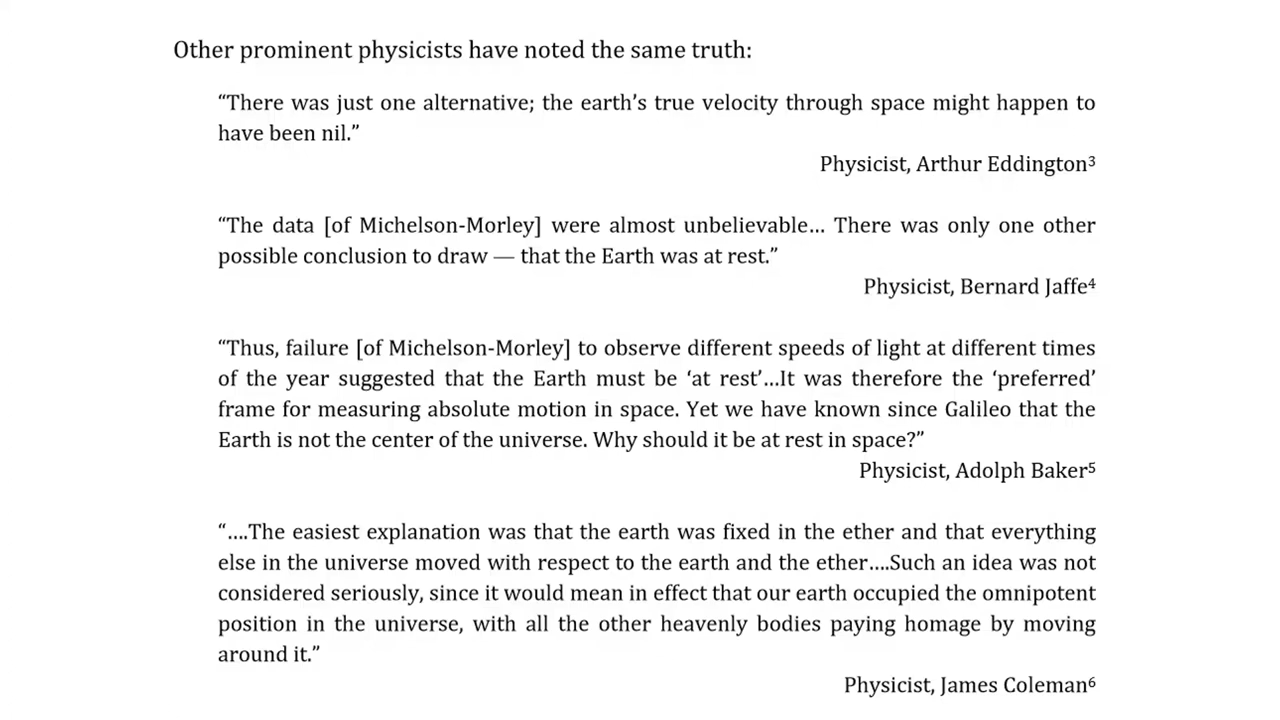 Other prominent physicists have noted the same truth:
“There was just one alternative; the earth’s true velocity through space might happen to
have been nil.”
Physicist, Arthur Eddington³
“The data [of Michelson-Morley] were almost unbelievable… There was only one other
possible conclusion to draw — that the Earth was at rest.”
Physicist, Bernard Jaffe⁴
“Thus, failure [of Michelson-Morley] to observe different speeds of light at different times
of the year suggested that the Earth must be ‘at rest’…It was therefore the ‘preferred’
frame for measuring absolute motion in space. Yet we have known since Galileo that the
Earth is not the center of the universe. Why should it be at rest in space?”
Physicist, Adolph Baker⁵
“….The easiest explanation was that the earth was fixed in the ether and that everything
else in the universe moved with respect to the earth and the ether….Such an idea was not
considered seriously, since it would mean in effect that our earth occupied the omnipotent
position in the universe, with all the other heavenly bodies paying homage by moving
around it.”
Physicist, James Coleman⁶